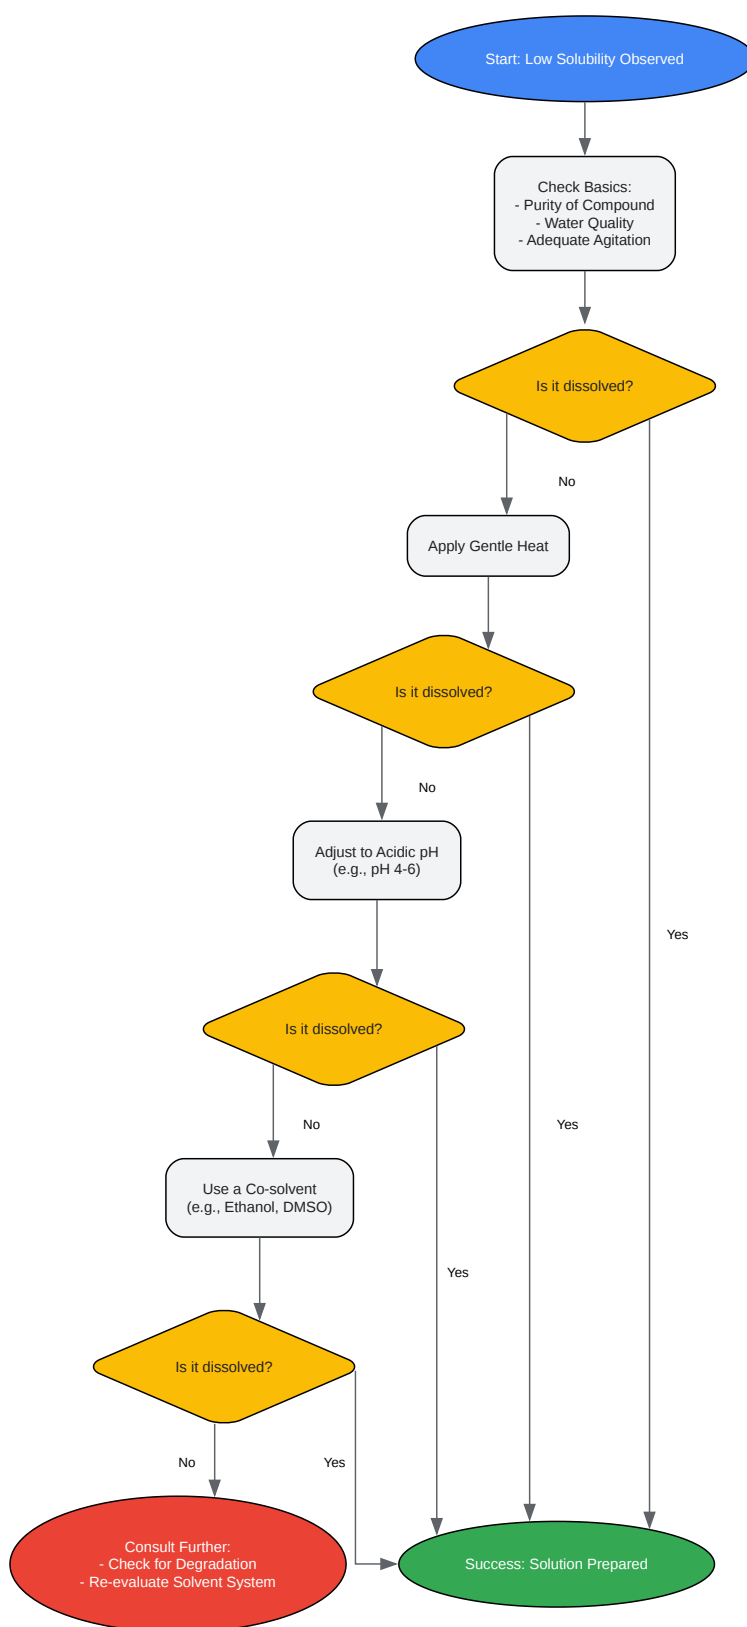 Start: Low Solubility Observed
Check Basics:
- Purity of Compound
- Water Quality
- Adequate Agitation
Is it dissolved?
No
Apply Gentle Heat
Is it dissolved?
No
Adjust to Acidic pH
(e.g., pH 4-6)
Yes
Is it dissolved?
No
Yes
Use a Co-solvent
(e.g., Ethanol, DMSO)
Yes
Is it dissolved?
No
Yes
Consult Further:
- Check for Degradation
- Re-evaluate Solvent System
Success: Solution Prepared